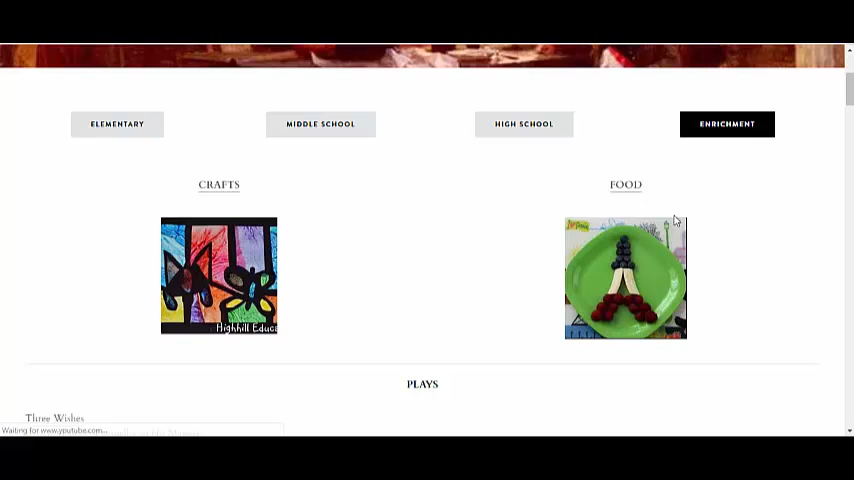 ELEMENTARY
MIDDLE SCHOOL
HIGH SCHOOL
ENRICHMENT
CRAFTS
FOOD
Highhill Educa
PLAYS
Three Wishes
Waiting for www.youtube.com...